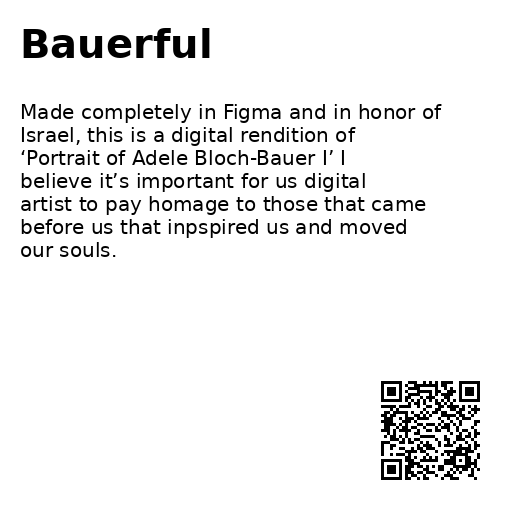 Bauerful
Made completely in Figma and in honor of
Israel, this is a digital rendition of
‘Portrait of Adele Bloch-Bauer I’ I
believe it’s important for us digital
artist to pay homage to those that came
before us that inpspired us and moved
our souls.